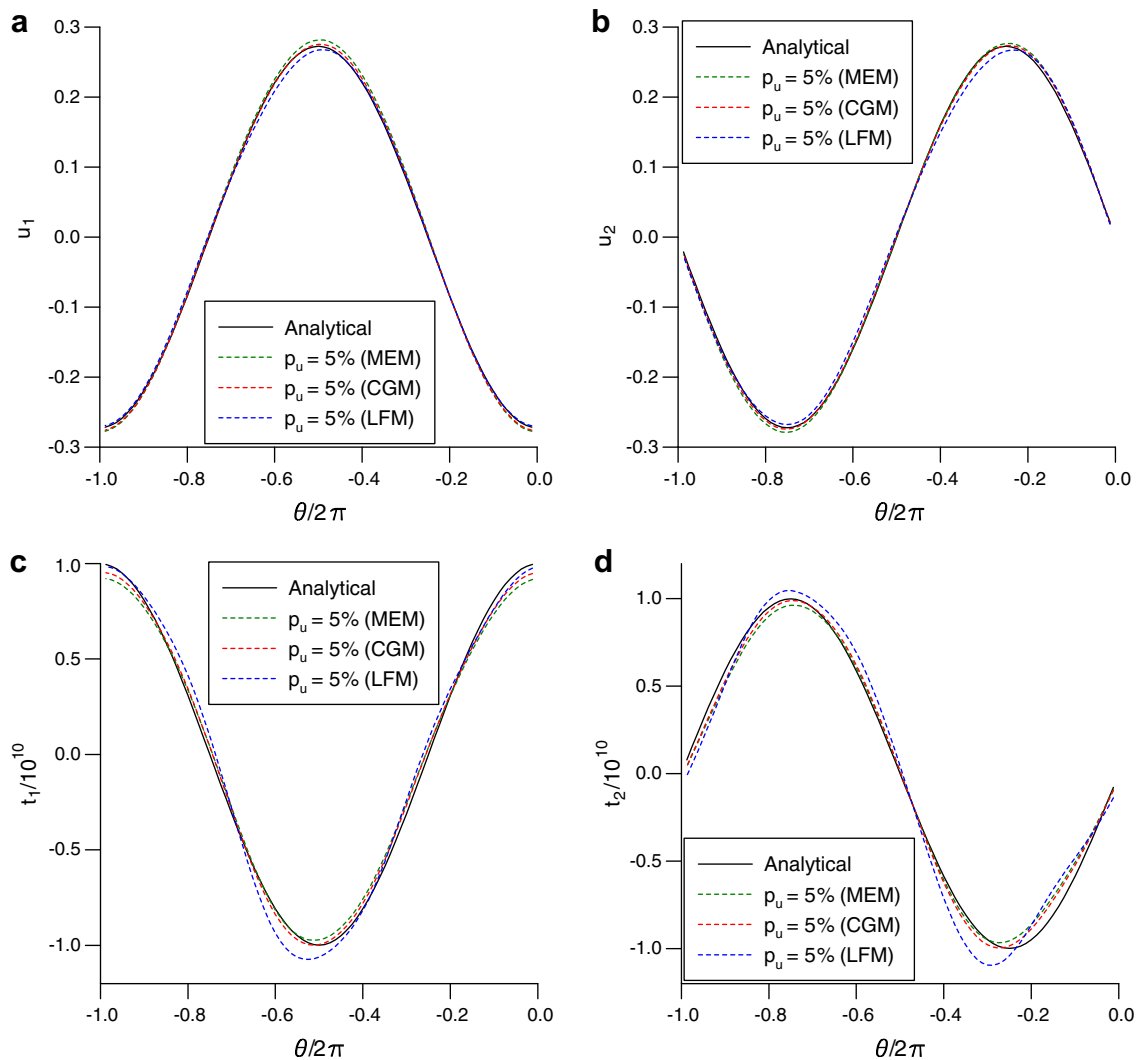 a
0.3
0.2
0.1
0.0
-0.1
-0.2
-0.3
u1
Analytical
pu = 5% (MEM)
pu = 5% (CGM)
pu = 5% (LFM)
-1.0 -0.8 -0.6 -0.4 -0.2 0.0
θ/2π
b
0.3
0.2
0.1
0.0
-0.1
-0.2
-0.3
u2
Analytical
pu = 5% (MEM)
pu = 5% (CGM)
pu = 5% (LFM)
-1.0 -0.8 -0.6 -0.4 -0.2 0.0
θ/2π
c
1.0
0.5
0.0
-0.5
-1.0
t1/10^10
Analytical
pu = 5% (MEM)
pu = 5% (CGM)
pu = 5% (LFM)
-1.0 -0.8 -0.6 -0.4 -0.2 0.0
θ/2π
d
1.0
0.5
0.0
-0.5
-1.0
t2/10^10
Analytical
pu = 5% (MEM)
pu = 5% (CGM)
pu = 5% (LFM)
-1.0 -0.8 -0.6 -0.4 -0.2 0.0
θ/2π